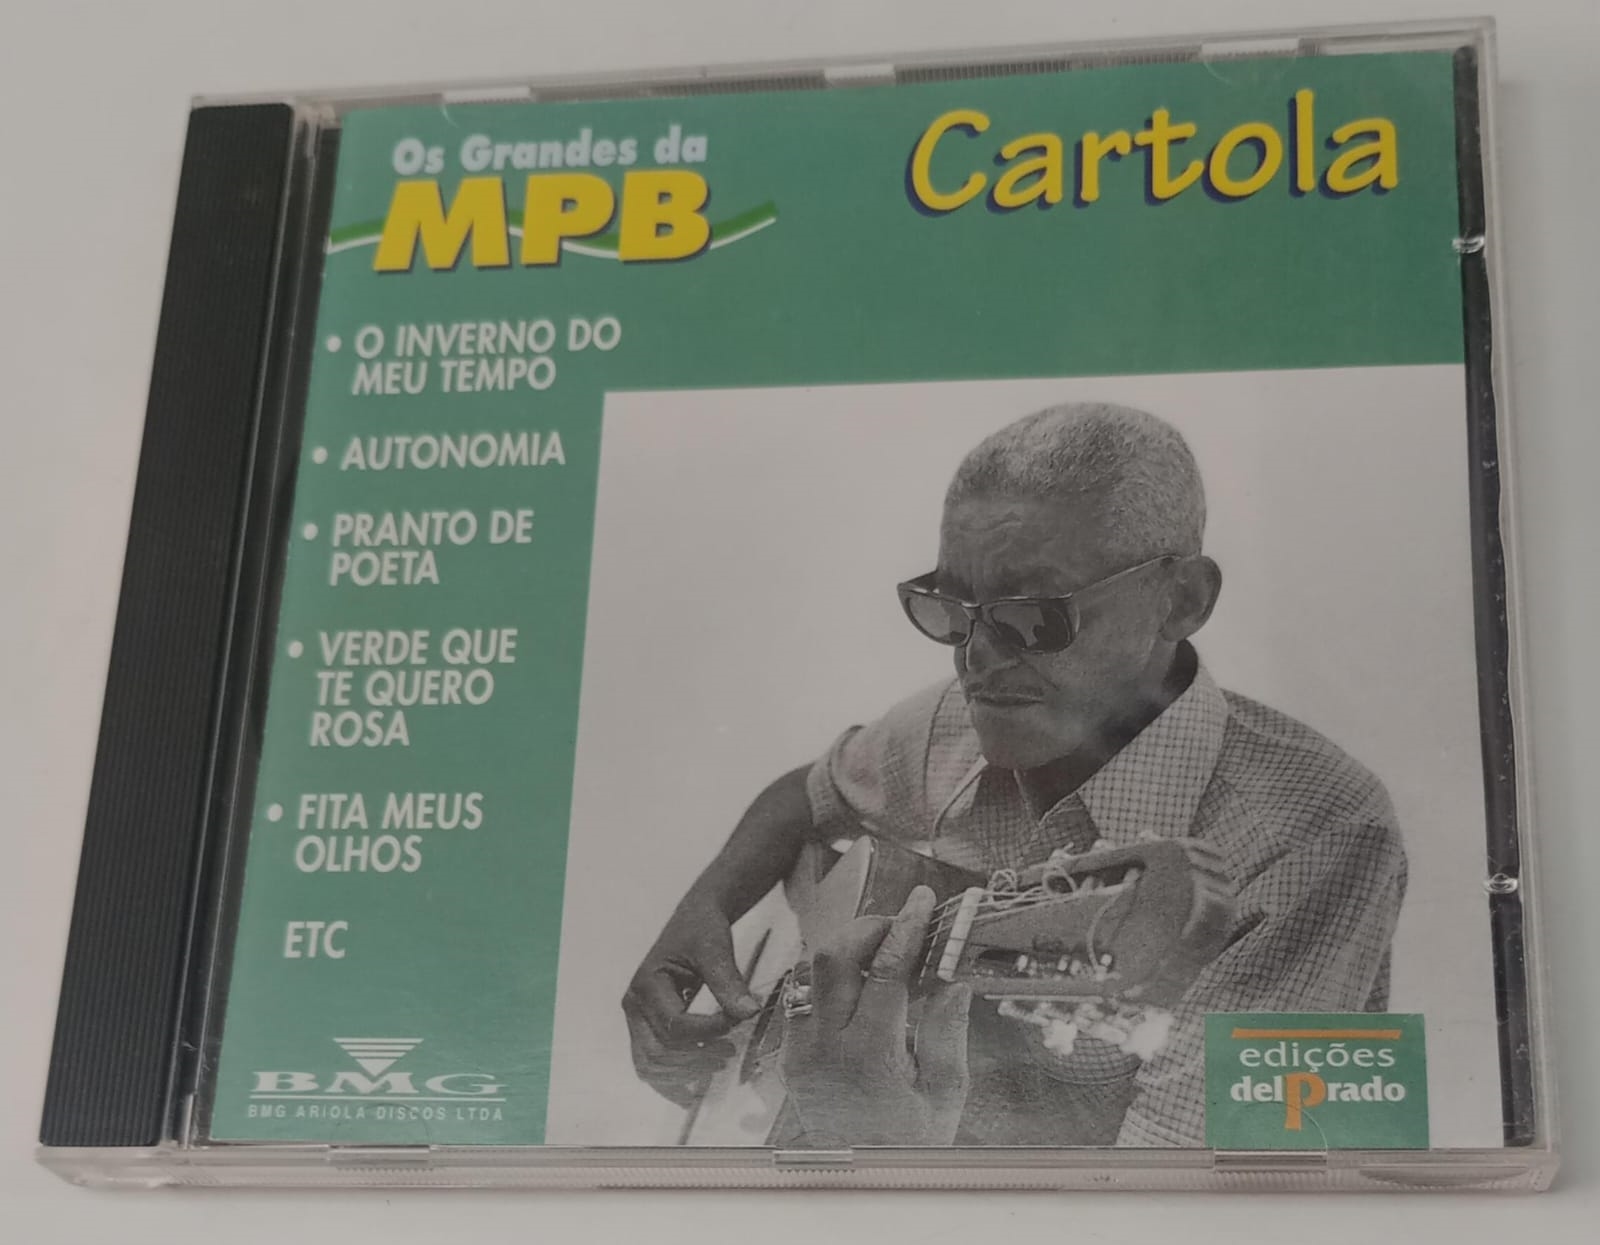 Os Grandes da
MPB
Cartola
• O INVERNO DO
MEU TEMPO
• AUTONOMIA
• PRANTO DE
POETA
• VERDE QUE
TE QUERO
ROSA
• FITA MEUS
OLHOS
ETC
BMG
BMG ARIOLA DISCOS LTDA
edições
delPrado